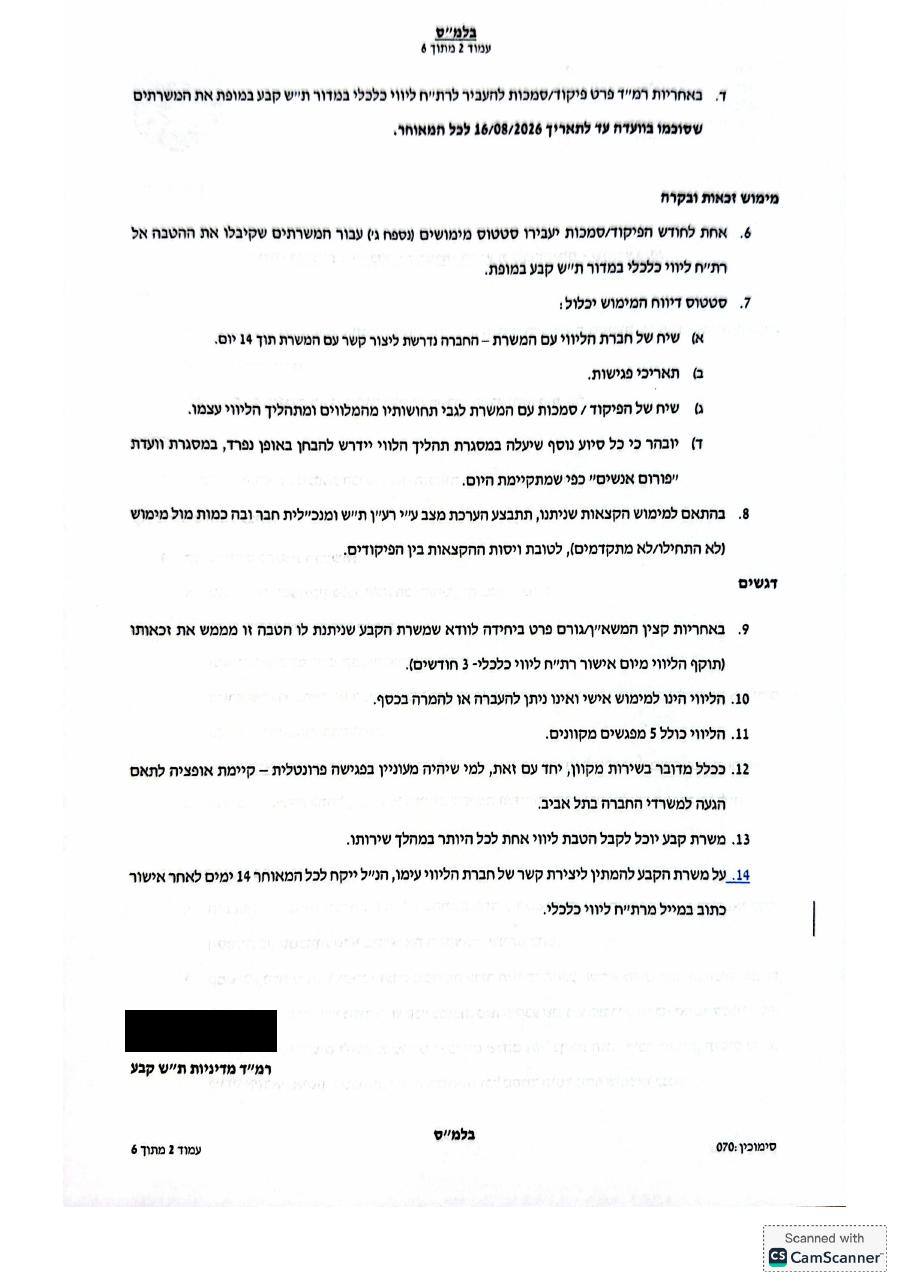 בלמ"ס
עמוד 2 מתוך 6
ד. באחריות רמ"ד פרט פיקוד/סמכות להעביר לרת"ח ליווי כלכלי במדור ת"ש קבע במופת את המשרתים
שסוכמו בוועדה עד לתאריך 16/08/2026 לכל המאוחר.
מימוש זכאות ובקרה
6. אחת לחודש הפיקוד/סמכות יעבירו סטטוס מימושים (נספח ג') עבור המשרתים שקיבלו את ההטבה אל
רת"ח ליווי כלכלי במדור ת"ש קבע במופת.
7. סטטוס דיווח המימוש יכלול:
א) שיח של חברת הליווי עם המשרת – החברה נדרשת ליצור קשר עם המשרת תוך 14 יום.
ב) תאריכי פגישות.
ג) שיח של הפיקוד / סמכות עם המשרת לגבי תחושותיו מהמלווים ומתהליך הליווי עצמו.
ד) יובהר כי כל סיוע נוסף שיעלה במסגרת תהליך הלווי יידרש להבחן באופן נפרד, במסגרת וועדת
"פורום אנשים" כפי שמתקיימת היום.
8. בהתאם למימוש הקצאות שניתנו, תתבצע הערכת מצב ע"י רע"ן ת"ש ומנכ"לית חבר ובה כמות מול מימוש
(לא התחילו/לא מתקדמים), לטובת ויסות ההקצאות בין הפיקודים.
דגשים
9. באחריות קצין המשא"ן/גורם פרט ביחידה לוודא שמשרת הקבע שניתנת לו הטבה זו מממש את זכאותו
(תוקף הליווי מיום אישור רת"ח ליווי כלכלי- 3 חודשים).
10. הליווי הינו למימוש אישי ואינו ניתן להעברה או להמרה בכסף.
11. הליווי כולל 5 מפגשים מקוונים.
12. ככלל מדובר בשירות מקוון, יחד עם זאת, למי שיהיה מעוניין בפגישה פרונטלית – קיימת אופציה לתאם
הגעה למשרדי החברה בתל אביב.
13. משרת קבע יוכל לקבל הטבת ליווי אחת לכל היותר במהלך שירותו.
14. על משרת הקבע להמתין ליצירת קשר של חברת הליווי עימו, הנ"ל ייקח לכל המאוחר 14 ימים לאחר אישור
כתוב במייל מרת"ח ליווי כלכלי.
רמ"ד מדיניות ת"ש קבע
בלמ"ס
סימוכין: 070
עמוד 2 מתוך 6
Scanned with
CS CamScanner